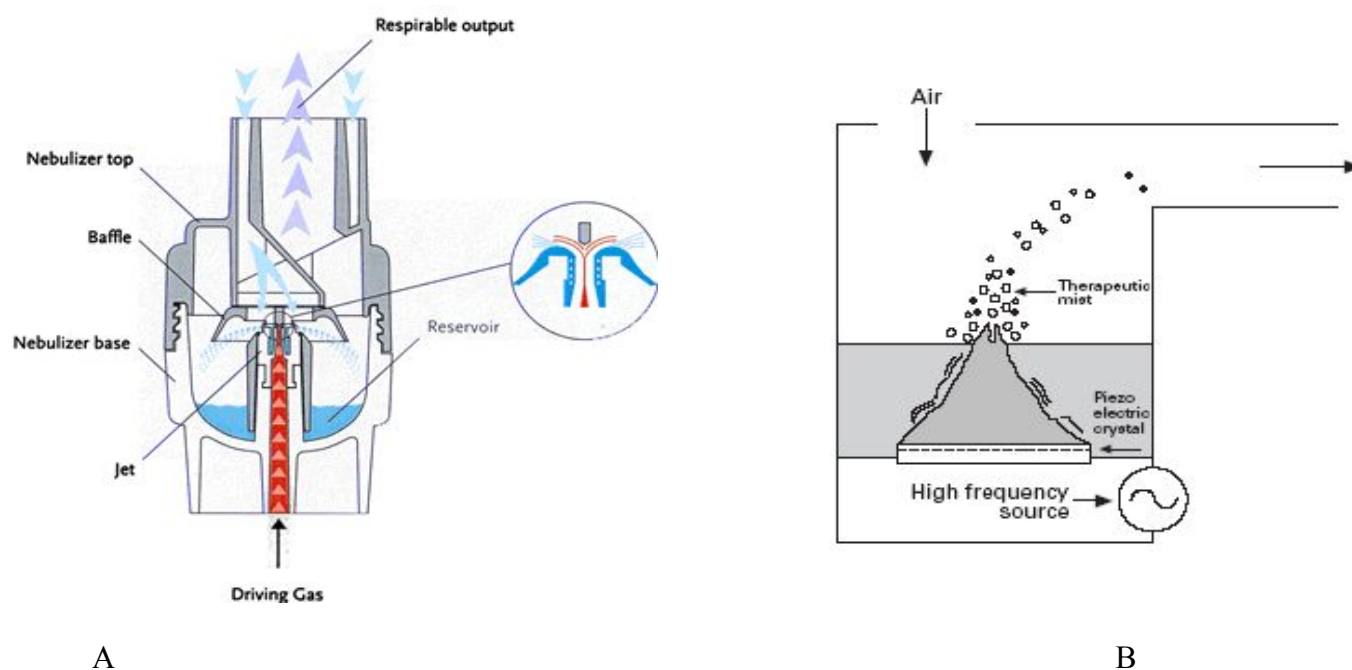 Respirable output
Nebulizer top
Baffle
Reservoir
Nebulizer base
Jet
Driving Gas
A
Air
Therapeutic
mist
Piezo
electric
crystal
High frequency
source
B